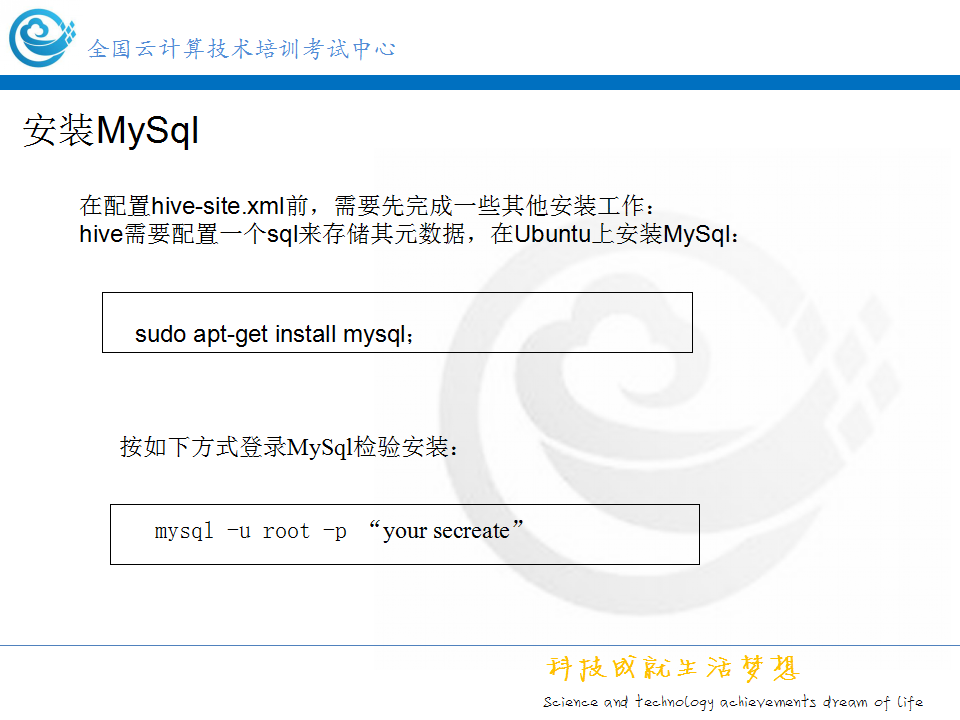 全国云计算技术培训考试中心
安装MySql
在配置hive-site.xml前，需要先完成一些其他安装工作：
hive需要配置一个sql来存储其元数据，在Ubuntu上安装MySql：
sudo apt-get install mysql；
按如下方式登录MySql检验安装：
mysql -u root -p “your secreate”
科技成就生活梦想
Science and technology achievements dream of life